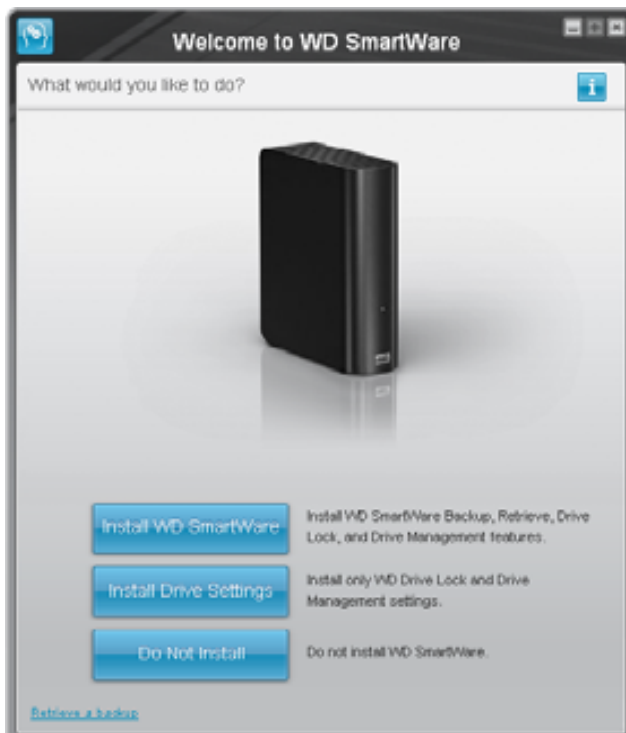 Welcome to WD SmartWare
What would you like to do?
i
Install WD SmartWare
Install WD SmartWare Backup, Retrieve, Drive
Lock, and Drive Management features.
Install Drive Settings
Install only WD Drive Lock and Drive
Management settings.
Do Not Install
Do not install WD SmartWare.
Retrieve a backup